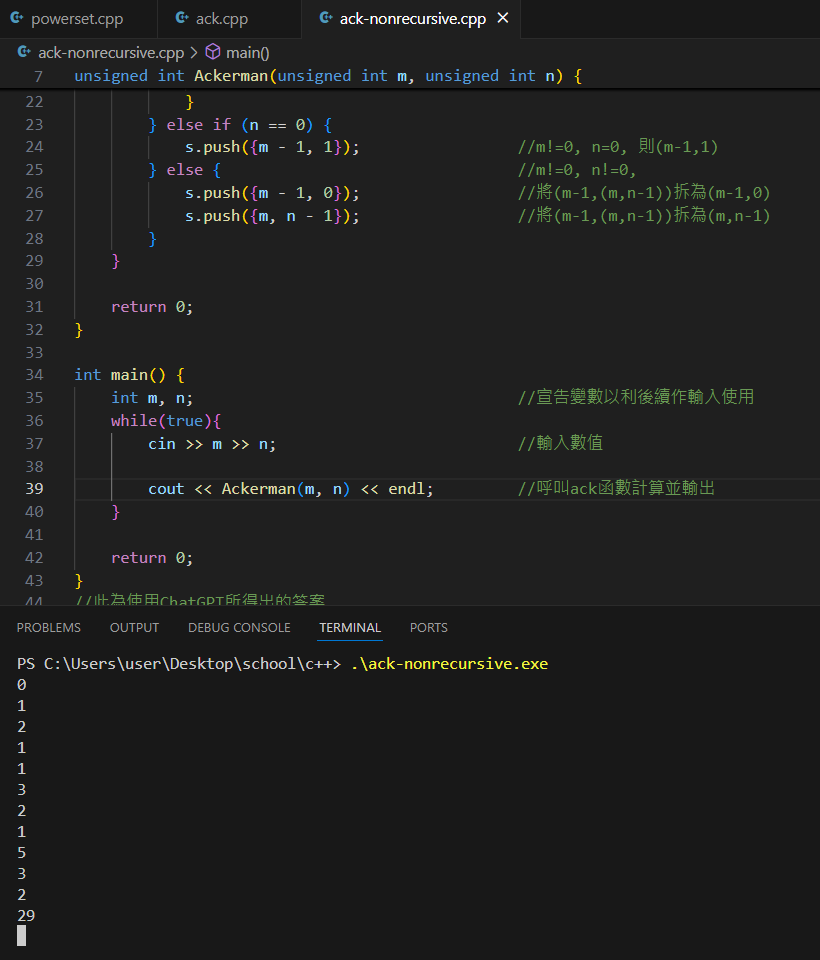 powerset.cpp ack.cpp ack-nonrecursive.cpp
ack-nonrecursive.cpp > main()
7 unsigned int Ackerman(unsigned int m, unsigned int n) {
22 }
23 } else if (n == 0) {
24 s.push({m - 1, 1}); //m!=0, n=0, 則(m-1,1)
25 } else { //m!=0, n!=0,
26 s.push({m - 1, 0}); //將(m-1,(m,n-1))拆為(m-1,0)
27 s.push({m, n - 1}); //將(m-1,(m,n-1))拆為(m,n-1)
28 }
29 }
30
31 return 0;
32 }
33
34 int main() {
35 int m, n; //宣告變數以利後續作輸入使用
36 while(true){
37 cin >> m >> n; //輸入數值
38
39 cout << Ackerman(m, n) << endl; //呼叫ack函數計算並輸出
40 }
41
42 return 0;
43 }
44 //此為使用ChatGPT所得出的答案
PROBLEMS OUTPUT DEBUG CONSOLE TERMINAL PORTS
PS C:\Users\user\Desktop\school\c++> .\ack-nonrecursive.exe
0
1
2
1
1
3
2
1
5
3
2
29